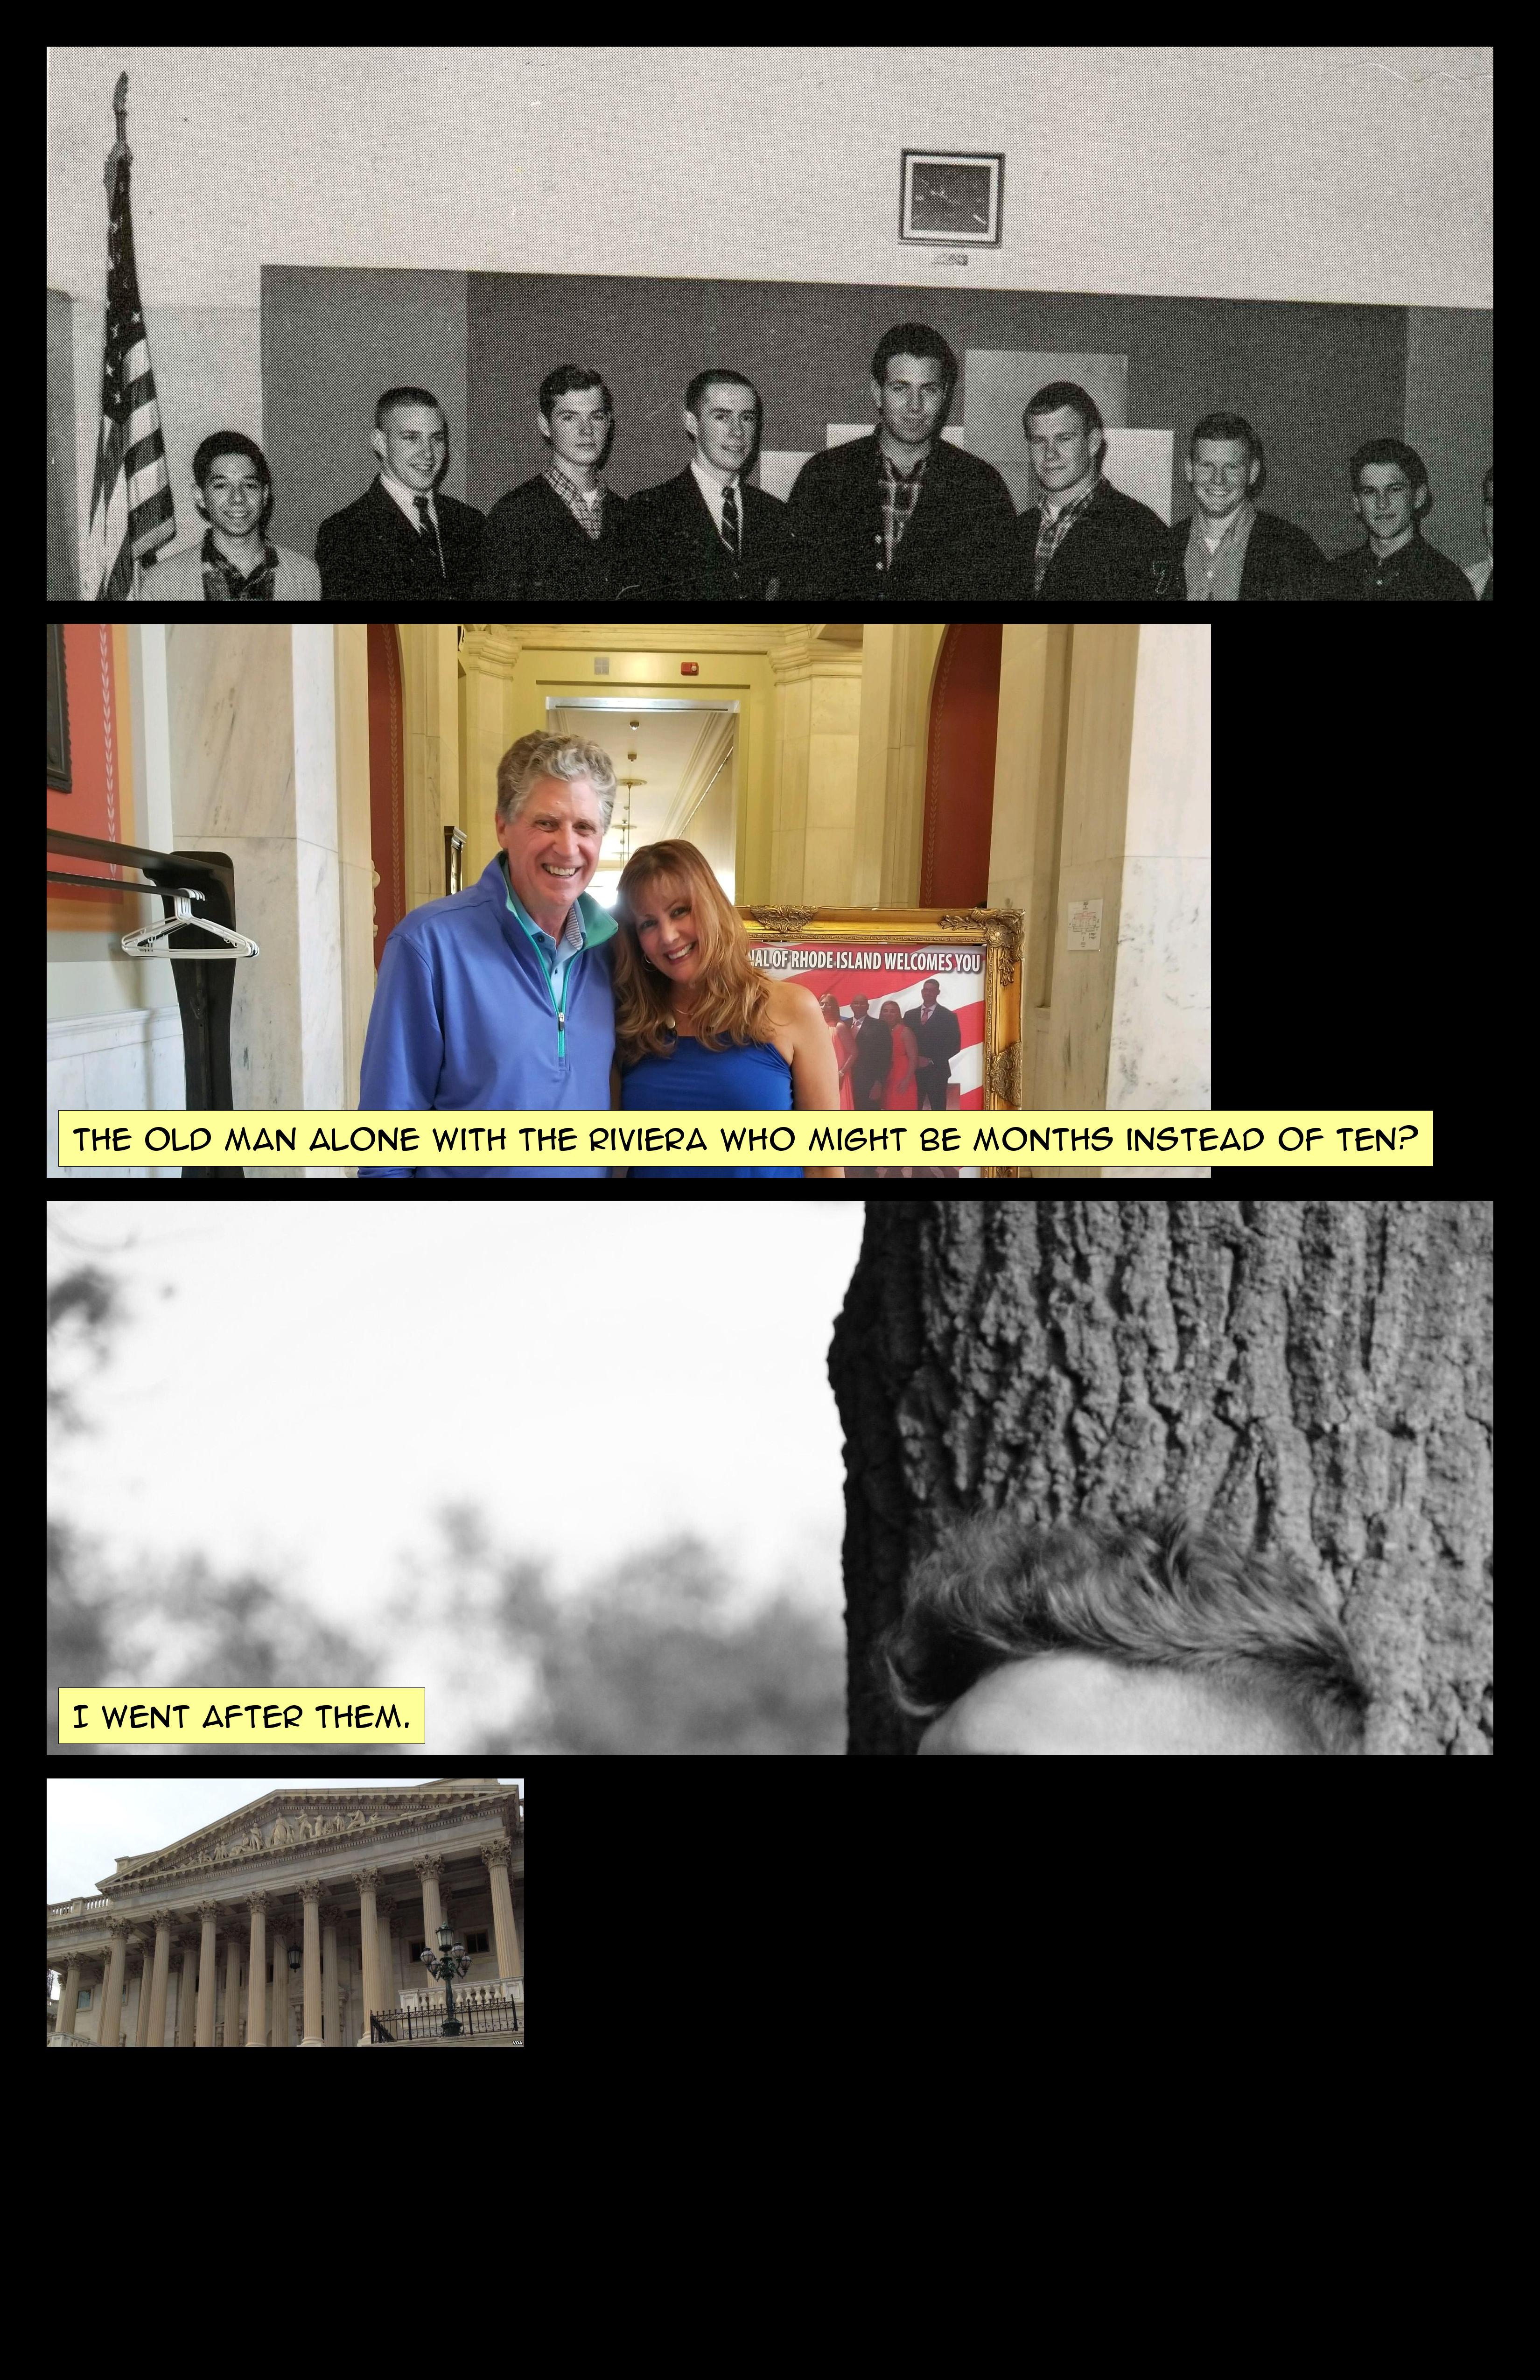 NAL OF RHODE ISLAND WELCOMES YOU
THE OLD MAN ALONE WITH THE RIVIERA WHO MIGHT BE MONTHS INSTEAD OF TEN?
I WENT AFTER THEM.
VOA